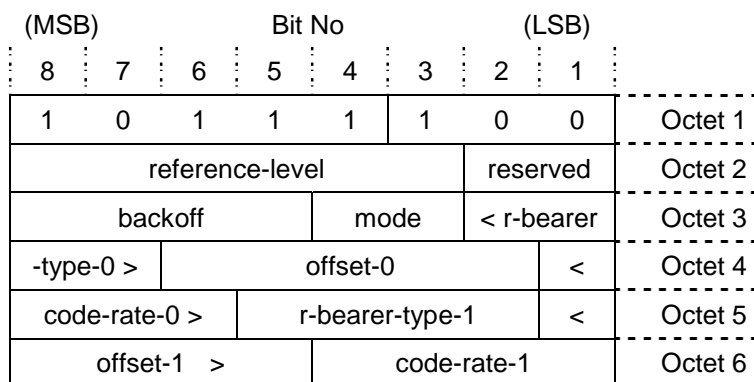 (MSB) Bit No (LSB)
8 7 6 5 4 3 2 1
1 0 1 1 1 1 0 0 Octet 1
reference-level reserved Octet 2
backoff mode < r-bearer Octet 3
-type-0 > offset-0 < Octet 4
code-rate-0 > r-bearer-type-1 < Octet 5
offset-1 > code-rate-1 Octet 6